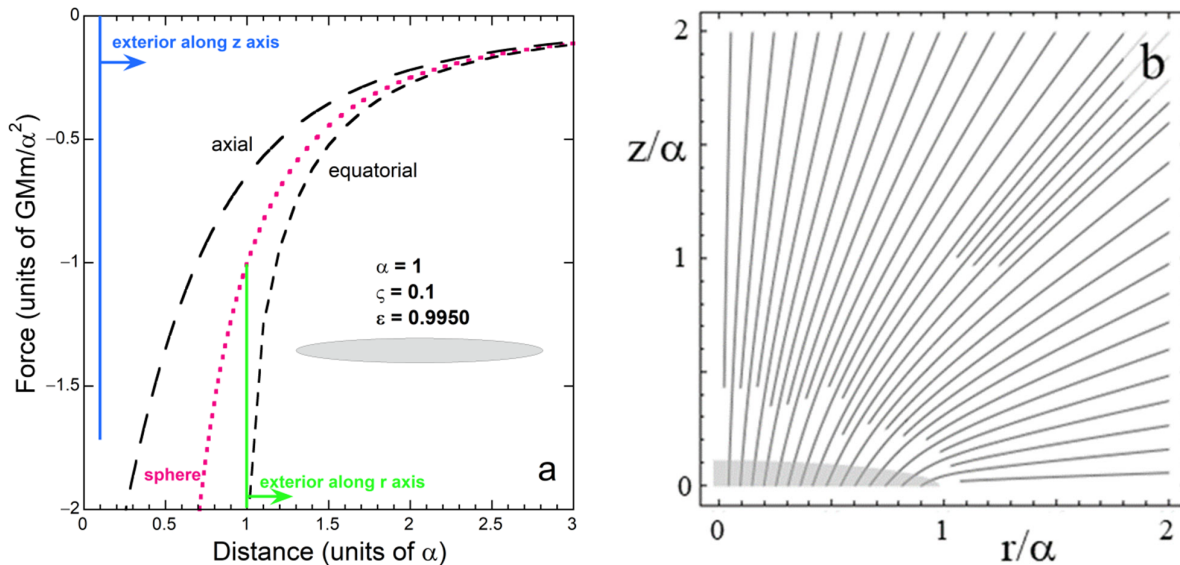 0
−0.5
−1
−1.5
−2
Force (units of GMm/α²)
exterior along z axis
axial
equatorial
α = 1
ς = 0.1
ε = 0.9950
sphere
exterior along r axis
a
0 0.5 1 1.5 2 2.5 3
Distance (units of α)
b
2
z/α
1
0
0 1 2
r/α